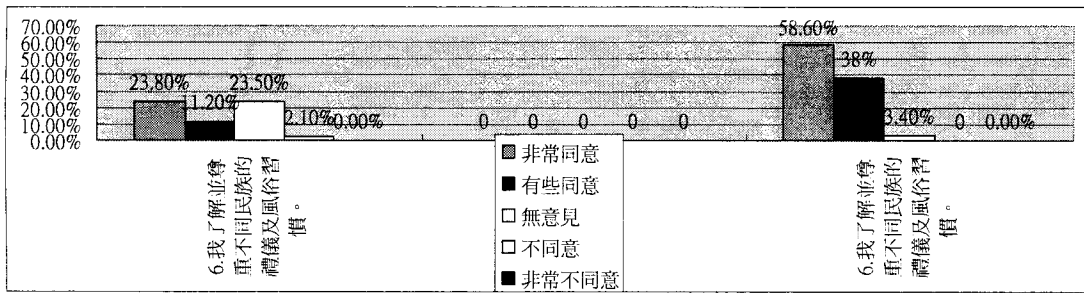 70.00%
60.00%
50.00%
40.00%
30.00%
20.00%
10.00%
0.00%
23.80%
11.20%
23.50%
2.10%
0.00%
0
0
0
0
0
58.60%
38%
3.40%
0
0.00%
6.我了解並尊
重不同民族的
禮儀及風俗習
慣。
非常同意
有些同意
無意見
不同意
非常不同意
6.我了解並尊
重不同民族的
禮儀及風俗習
慣。